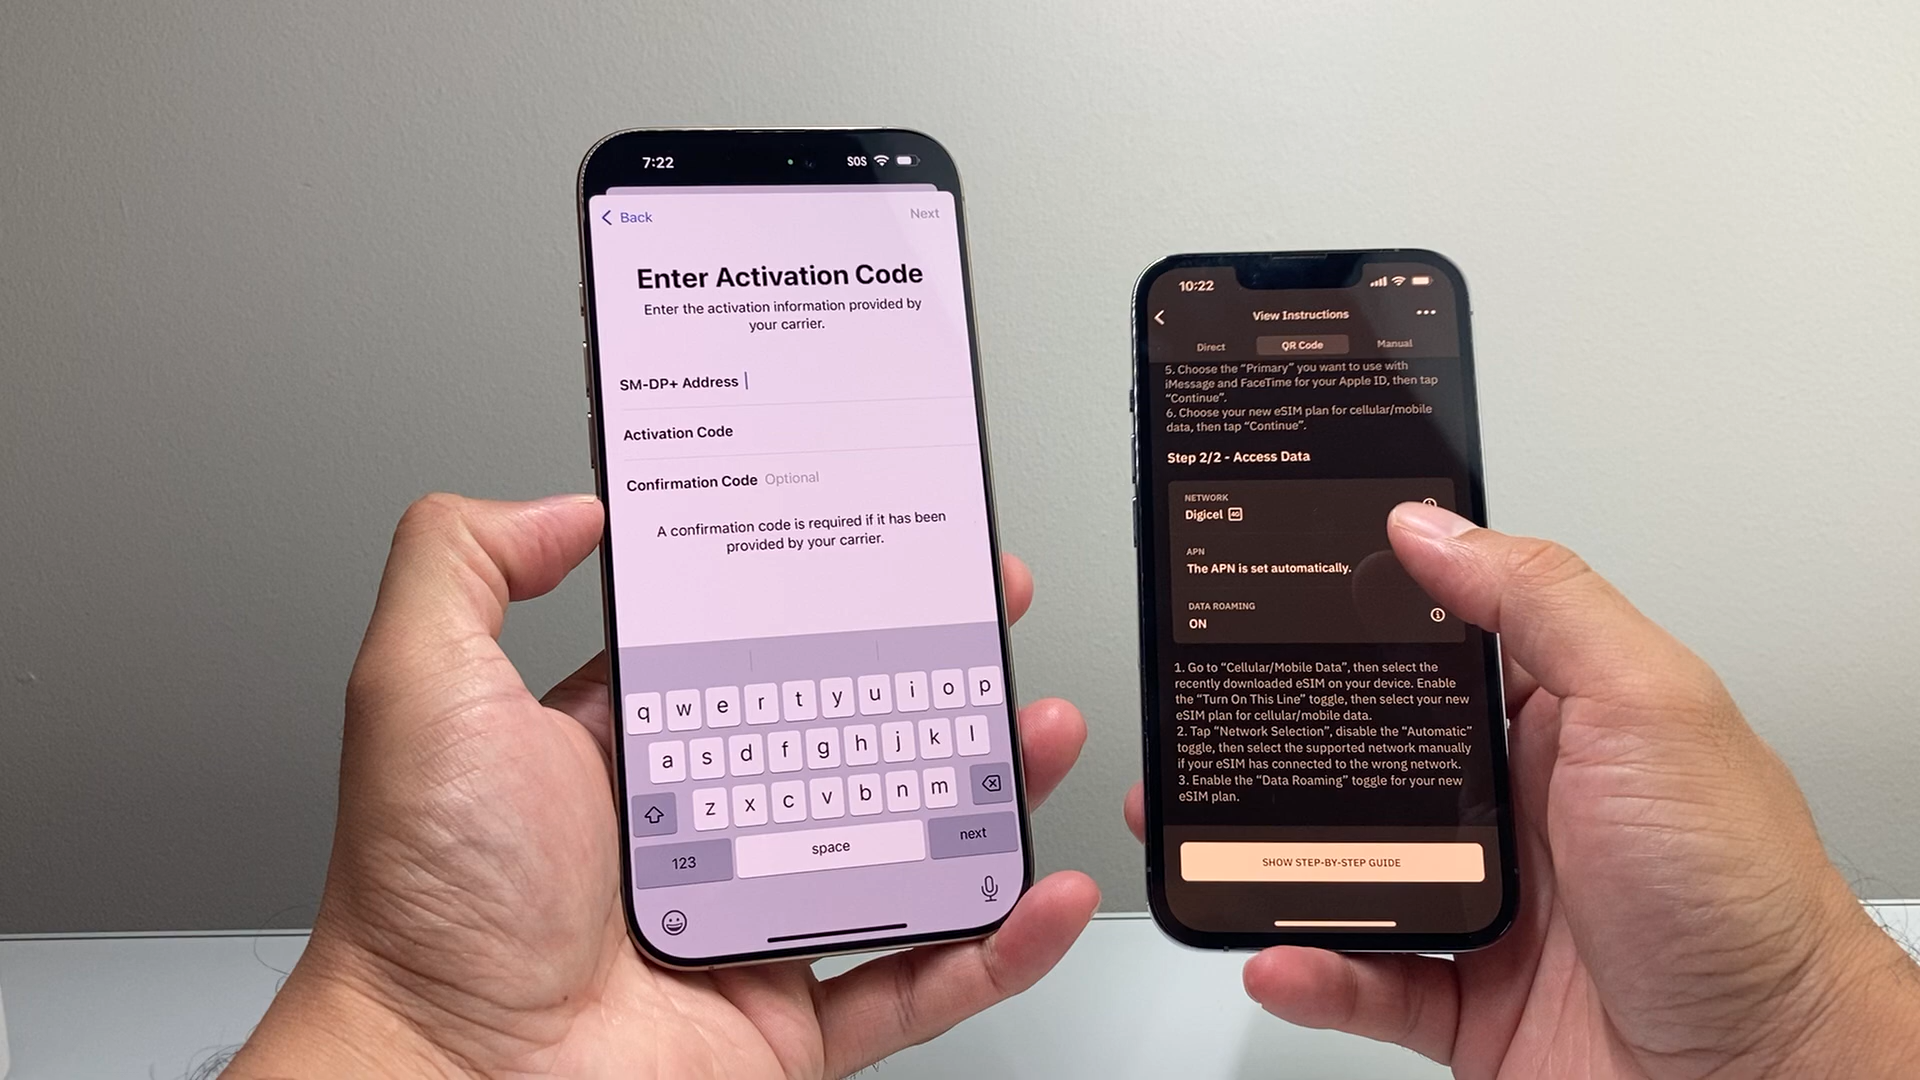 7:22
SOS
Back
Next
Enter Activation Code
Enter the activation information provided by
your carrier.
SM-DP+ Address
Activation Code
Confirmation Code Optional
A confirmation code is required if it has been
provided by your carrier.
q w e r t y u i o p
a s d f g h j k l
z x c v b n m
123
space
next
10:22
View Instructions
Direct
QR Code
Manual
5. Choose the “Primary” you want to use with
iMessage and FaceTime for your Apple ID, then tap
“Continue”.
6. Choose your new eSIM plan for cellular/mobile
data, then tap “Continue”.
Step 2/2 - Access Data
NETWORK
Digicel 4G
APN
The APN is set automatically.
DATA ROAMING
ON
1. Go to “Cellular/Mobile Data”, then select the
recently downloaded eSIM on your device. Enable
the “Turn On This Line” toggle, then select your new
eSIM plan for cellular/mobile data.
2. Tap “Network Selection”, disable the “Automatic”
toggle, then select the supported network manually
if your eSIM has connected to the wrong network.
3. Enable the “Data Roaming” toggle for your new
eSIM plan.
SHOW STEP-BY-STEP GUIDE